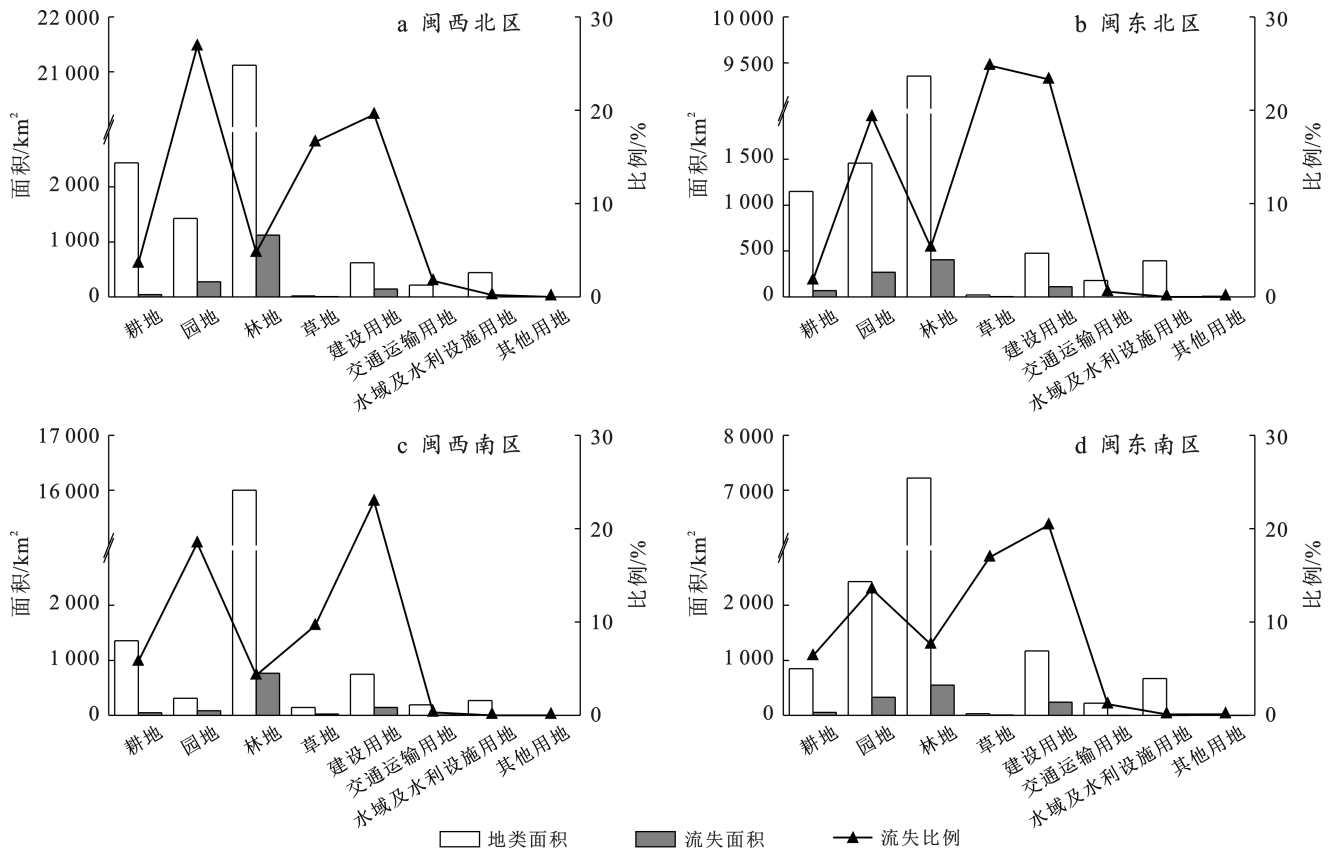 a 闽西北区
22 000
21 000
2 000
1 000
0
面积/km²
30
20
10
0
比例/%
耕地
园地
林地
草地
建设用地
交通运输用地
水域及水利设施用地
其他用地
b 闽东北区
10 000
9 500
1 500
1 000
500
0
面积/km²
30
20
10
0
比例/%
耕地
园地
林地
草地
建设用地
交通运输用地
水域及水利设施用地
其他用地
c 闽西南区
17 000
16 000
2 000
1 000
0
面积/km²
30
20
10
0
比例/%
耕地
园地
林地
草地
建设用地
交通运输用地
水域及水利设施用地
其他用地
d 闽东南区
8 000
7 000
2 000
1 000
0
面积/km²
30
20
10
0
比例/%
耕地
园地
林地
草地
建设用地
交通运输用地
水域及水利设施用地
其他用地
地类面积 流失面积 流失比例